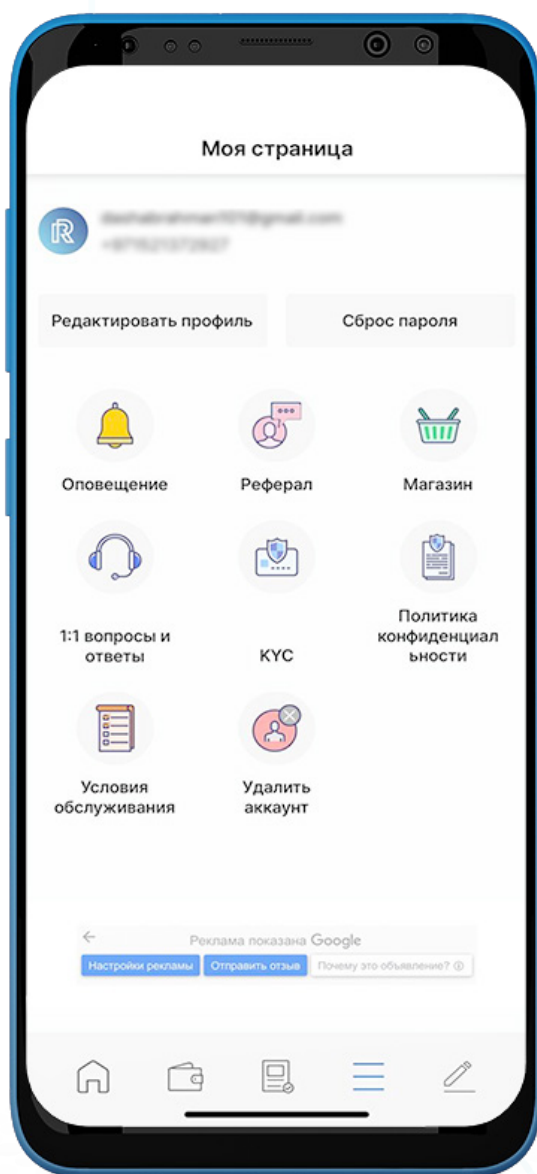 Моя страница
Редактировать профиль
Сброс пароля
Оповещение
Реферал
Магазин
1:1 вопросы и
ответы
KYC
Политика
конфиденциал
ьности
Условия
обслуживания
Удалить
аккаунт
Реклама показана Google
Настройки рекламы
Отправить отзыв
Почему это объявление?